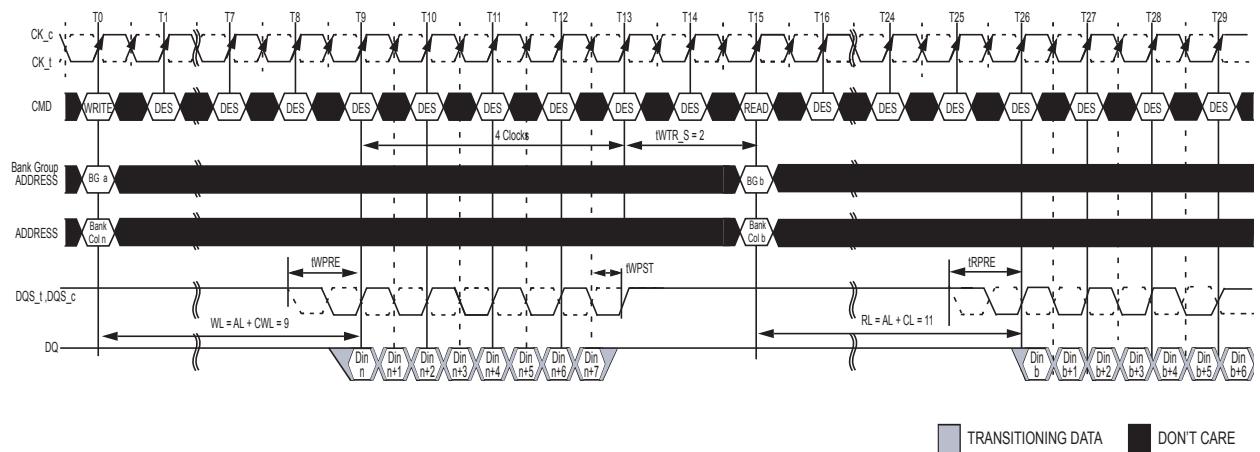 T0 T1 T7 T8 T9 T10 T11 T12 T13 T14 T15 T16 T24 T25 T26 T27 T28 T29
CK_c
CK_t
CMD WRITE DES DES DES DES DES DES DES DES DES READ DES DES DES DES DES DES DES
4 Clocks tWTR_S = 2
Bank Group
ADDRESS BG a BG b
ADDRESS Bank Col n Bank Col b
tWPRE tWPST tRPRE
DQS_t ,DQS_c
WL = AL + CWL = 9 RL = AL + CL = 11
DQ Din n Din n+1 Din n+2 Din n+3 Din n+4 Din n+5 Din n+6 Din n+7 Din b Din b+1 Din b+2 Din b+3 Din b+4 Din b+5 Din b+6
TRANSITIONING DATA DON'T CARE